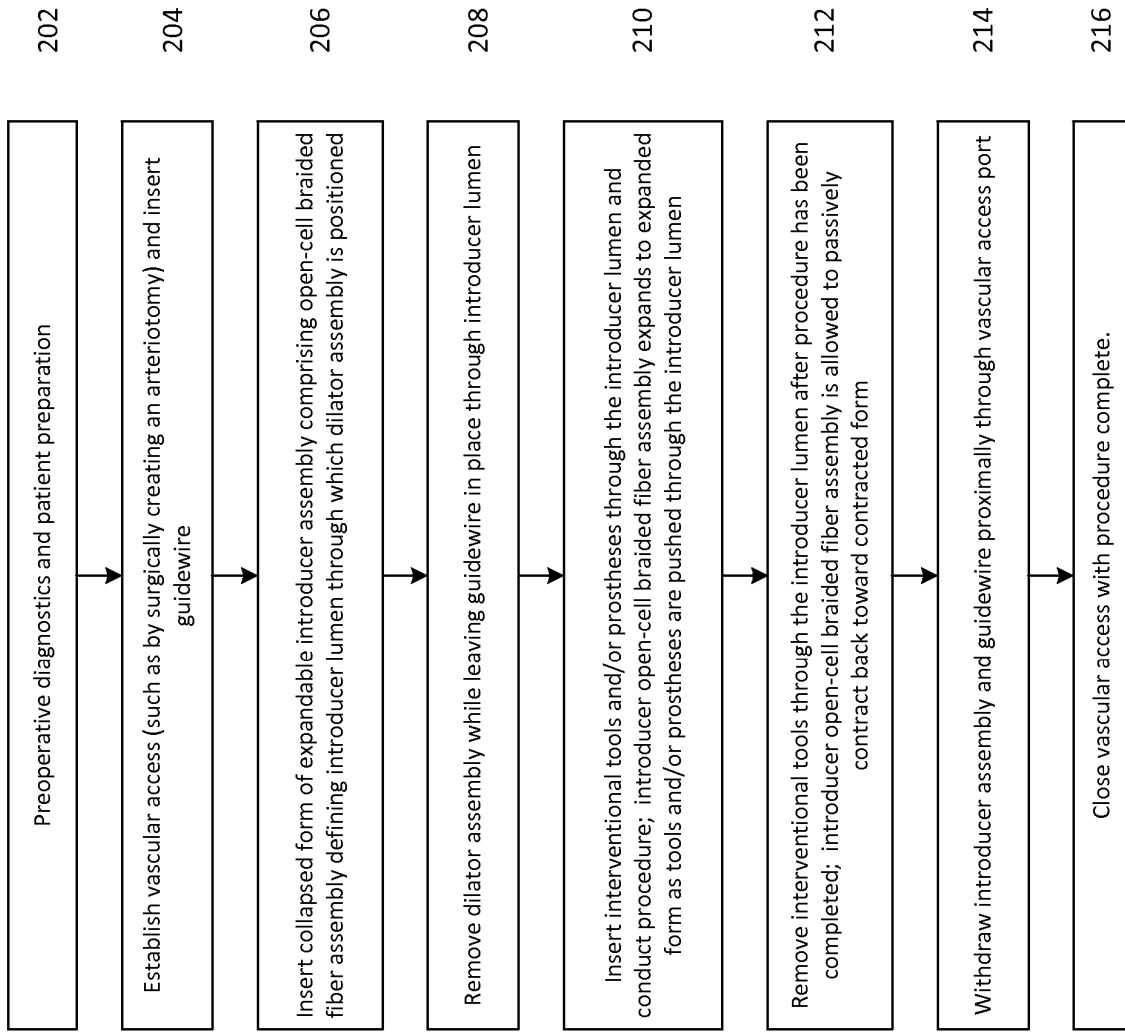 Preoperative diagnostics and patient preparation
202
Establish vascular access (such as by surgically creating an arteriotomy) and insert
guidewire
204
Insert collapsed form of expandable introducer assembly comprising open-cell braided
fiber assembly defining introducer lumen through which dilator assembly is positioned
206
Remove dilator assembly while leaving guidewire in place through introducer lumen
208
Insert interventional tools and/or prostheses through the introducer lumen and
conduct procedure; introducer open-cell braided fiber assembly expands to expanded
form as tools and/or prostheses are pushed through the introducer lumen
210
Remove interventional tools through the introducer lumen after procedure has been
completed; introducer open-cell braided fiber assembly is allowed to passively
contract back toward contracted form
212
Withdraw introducer assembly and guidewire proximally through vascular access port
214
Close vascular access with procedure complete.
216